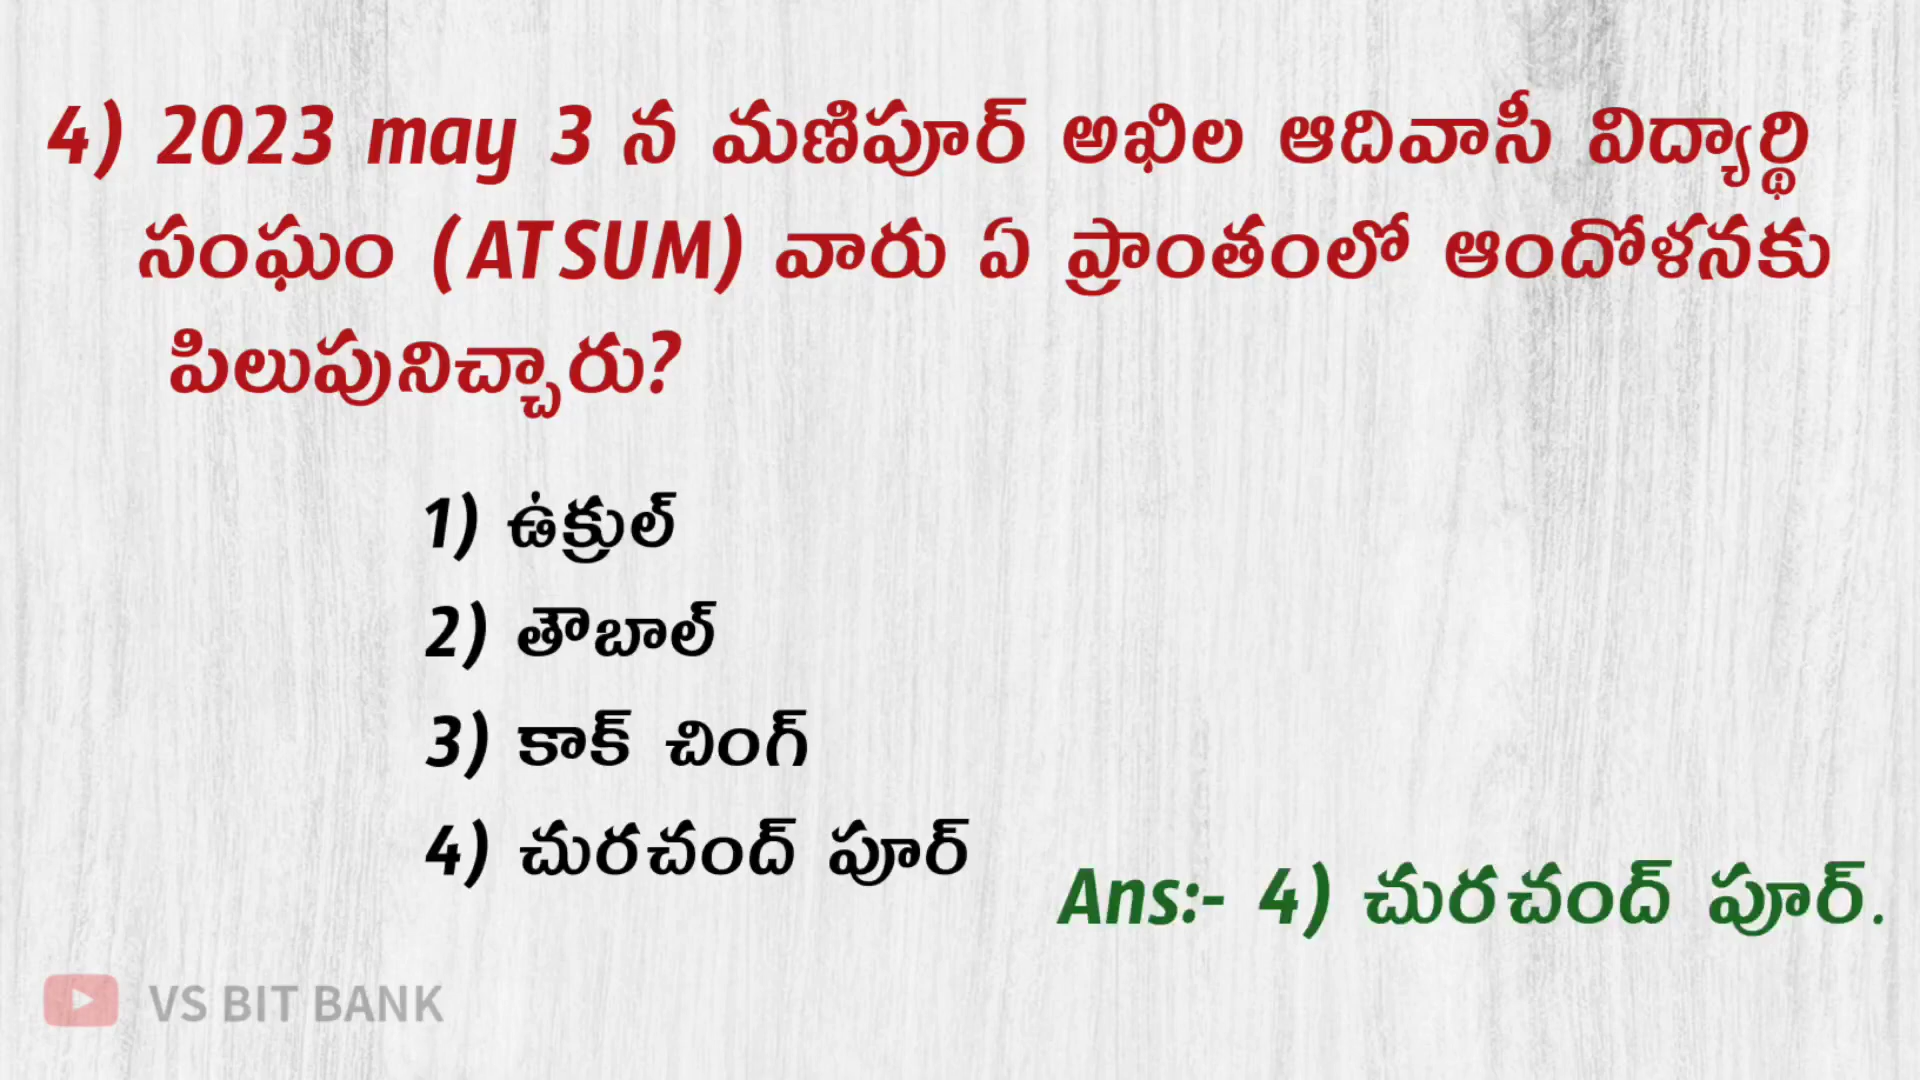 4) 2023 may 3 న మణిపూర్ అఖిల ఆదివాసీ విద్యార్థి
సంఘం (ATSUM) వారు ఏ ప్రాంతంలో ఆందోళనకు
పిలుపునిచ్చారు?
1) ఉక్రుల్
2) తౌబాల్
3) కాక్ చింగ్
4) చురచంద్ పూర్
Ans:- 4) చురచంద్ పూర్.
VS BIT BANK